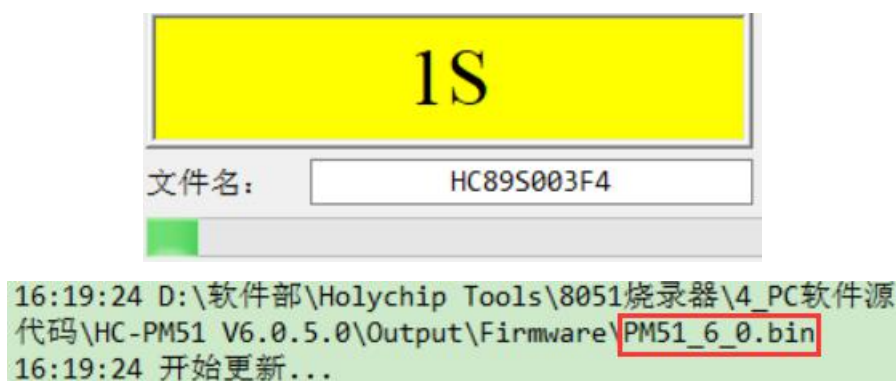 1S
文件名: HC89S003F4
16:19:24 D:\软件部\Holychip Tools\8051烧录器\4_PC软件源
代码\HC-PM51 V6.0.5.0\Output\Firmware\PM51_6_0.bin
16:19:24 开始更新...